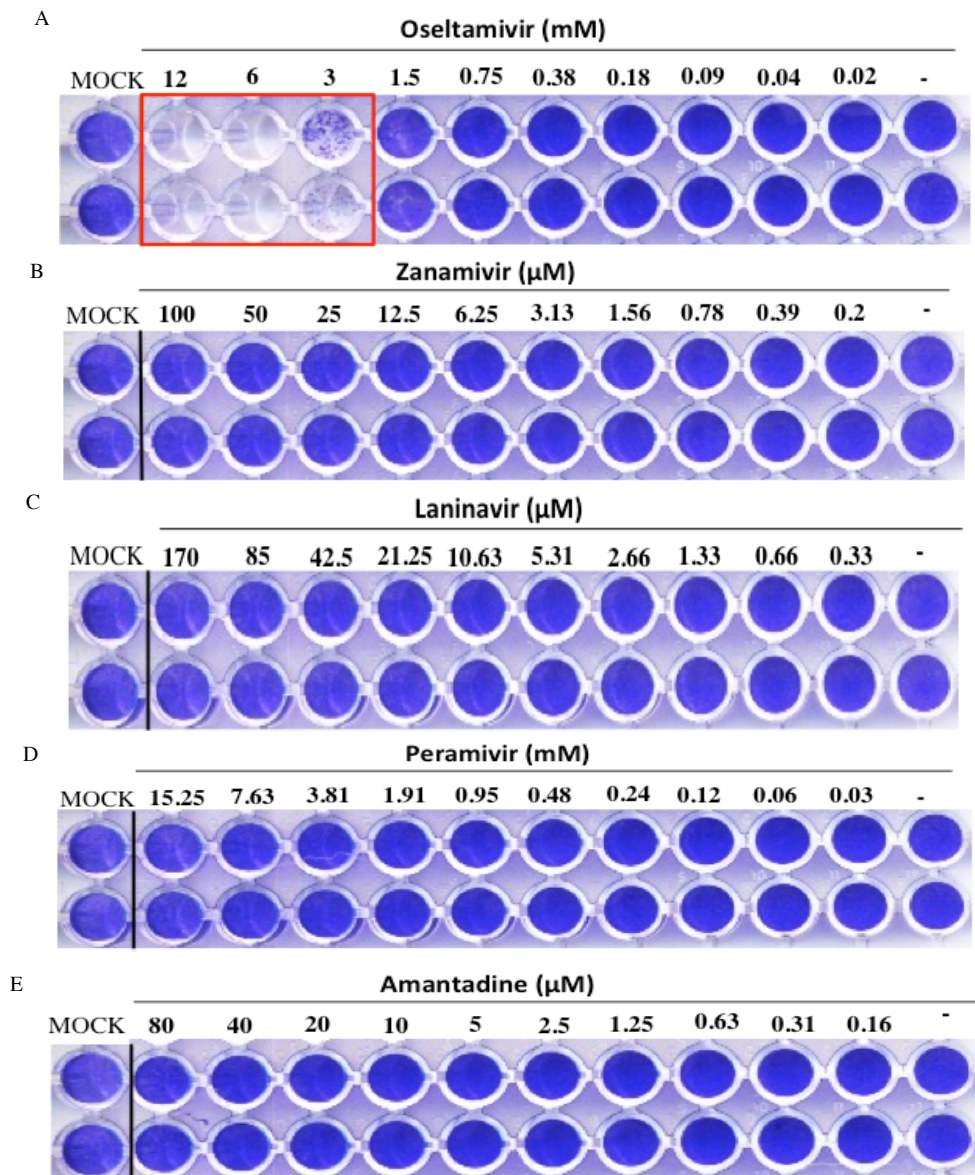 A
Oseltamivir (mM)
MOCK 12 6 3 1.5 0.75 0.38 0.18 0.09 0.04 0.02 -
B
Zanamivir (µM)
MOCK 100 50 25 12.5 6.25 3.13 1.56 0.78 0.39 0.2 -
C
Laninavir (µM)
MOCK 170 85 42.5 21.25 10.63 5.31 2.66 1.33 0.66 0.33 -
D
Peramivir (mM)
MOCK 15.25 7.63 3.81 1.91 0.95 0.48 0.24 0.12 0.06 0.03 -
E
Amantadine (µM)
MOCK 80 40 20 10 5 2.5 1.25 0.63 0.31 0.16 -